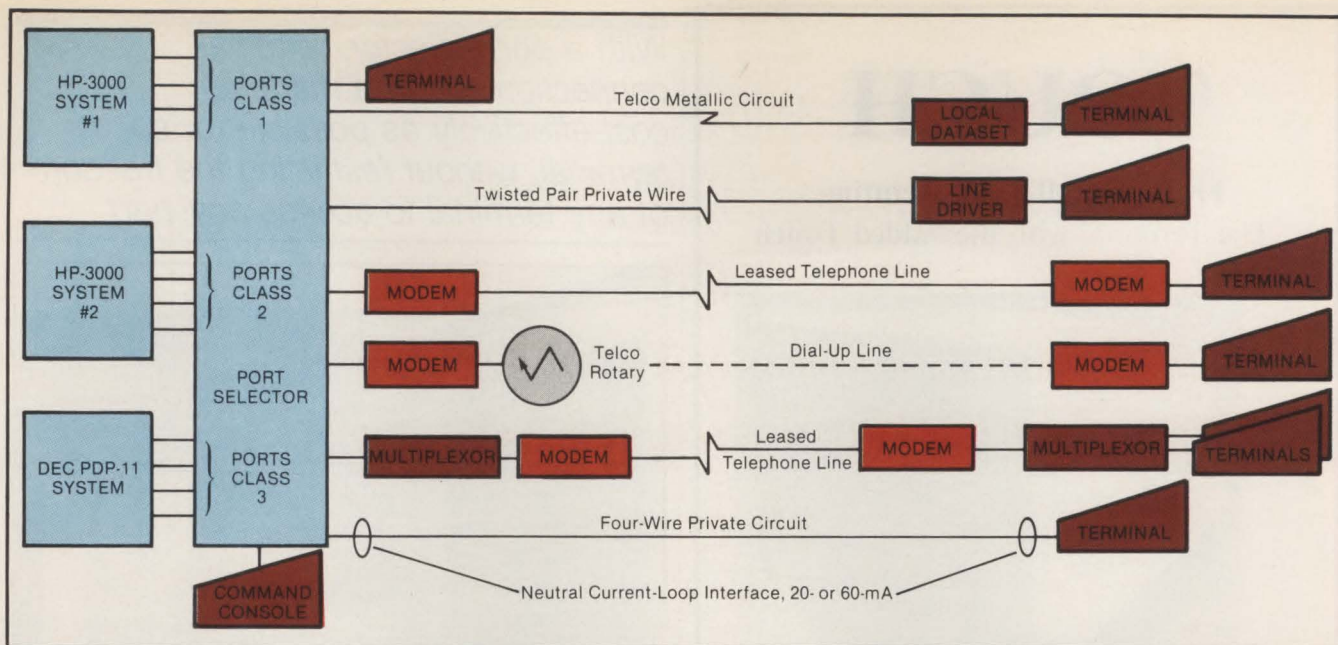 HP-3000
SYSTEM
#1
PORTS
CLASS
1
TERMINAL
Telco Metallic Circuit
LOCAL
DATASET
TERMINAL
Twisted Pair Private Wire
LINE
DRIVER
TERMINAL
HP-3000
SYSTEM
#2
PORTS
CLASS
2
MODEM
Leased Telephone Line
MODEM
TERMINAL
PORT
SELECTOR
MODEM
Telco
Rotary
Dial-Up Line
MODEM
TERMINAL
DEC PDP-11
SYSTEM
PORTS
CLASS
3
MULTIPLEXOR
MODEM
Leased
Telephone Line
MODEM
MULTIPLEXOR
TERMINALS
Four-Wire Private Circuit
TERMINAL
COMMAND
CONSOLE
Neutral Current-Loop Interface, 20- or 60-mA